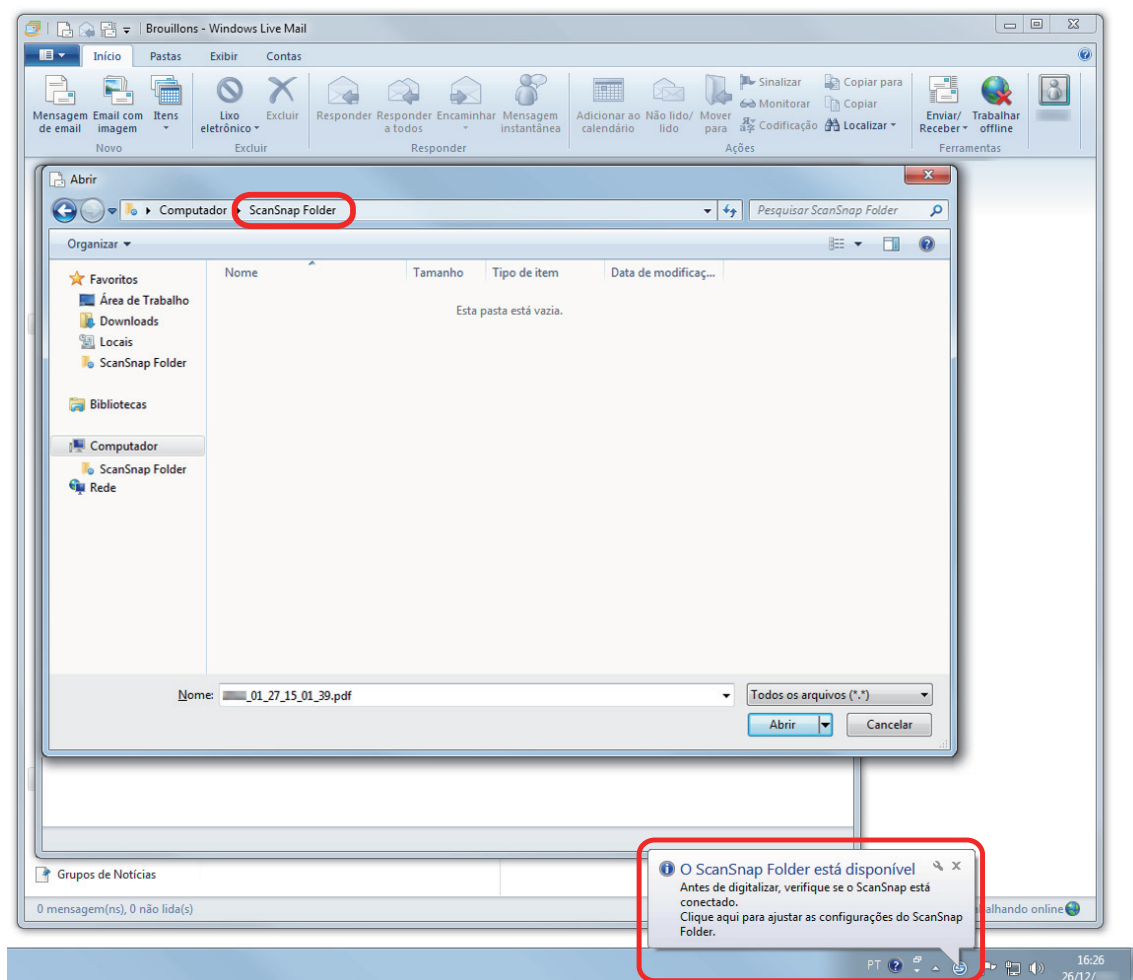 Brouillons - Windows Live Mail
Início Pastas Exibir Contas
Mensagem de email
Email com imagem
Itens
Lixo eletrônico
Excluir
Responder
Responder a todos
Encaminhar
Mensagem instantânea
Adicionar ao calendário
Não lido/ lido
Mover para
Sinalizar
Monitorar
Codificação
Copiar para
Copiar
Localizar
Enviar/ Receber
Trabalhar offline
Novo Excluir Responder Ações Ferramentas
Abrir
Computador ScanSnap Folder
Pesquisar ScanSnap Folder
Organizar
Favoritos
Área de Trabalho
Downloads
Locais
ScanSnap Folder
Bibliotecas
Computador
ScanSnap Folder
Rede
Nome Tamanho Tipo de item Data de modificaç...
Esta pasta está vazia.
Nome: _01_27_15_01_39.pdf
Todos os arquivos (*.*)
Abrir Cancelar
Grupos de Notícias
0 mensagem(ns), 0 não lida(s)
alhando online
O ScanSnap Folder está disponível
Antes de digitalizar, verifique se o ScanSnap está
conectado.
Clique aqui para ajustar as configurações do ScanSnap
Folder.
PT
16:26
26/12/